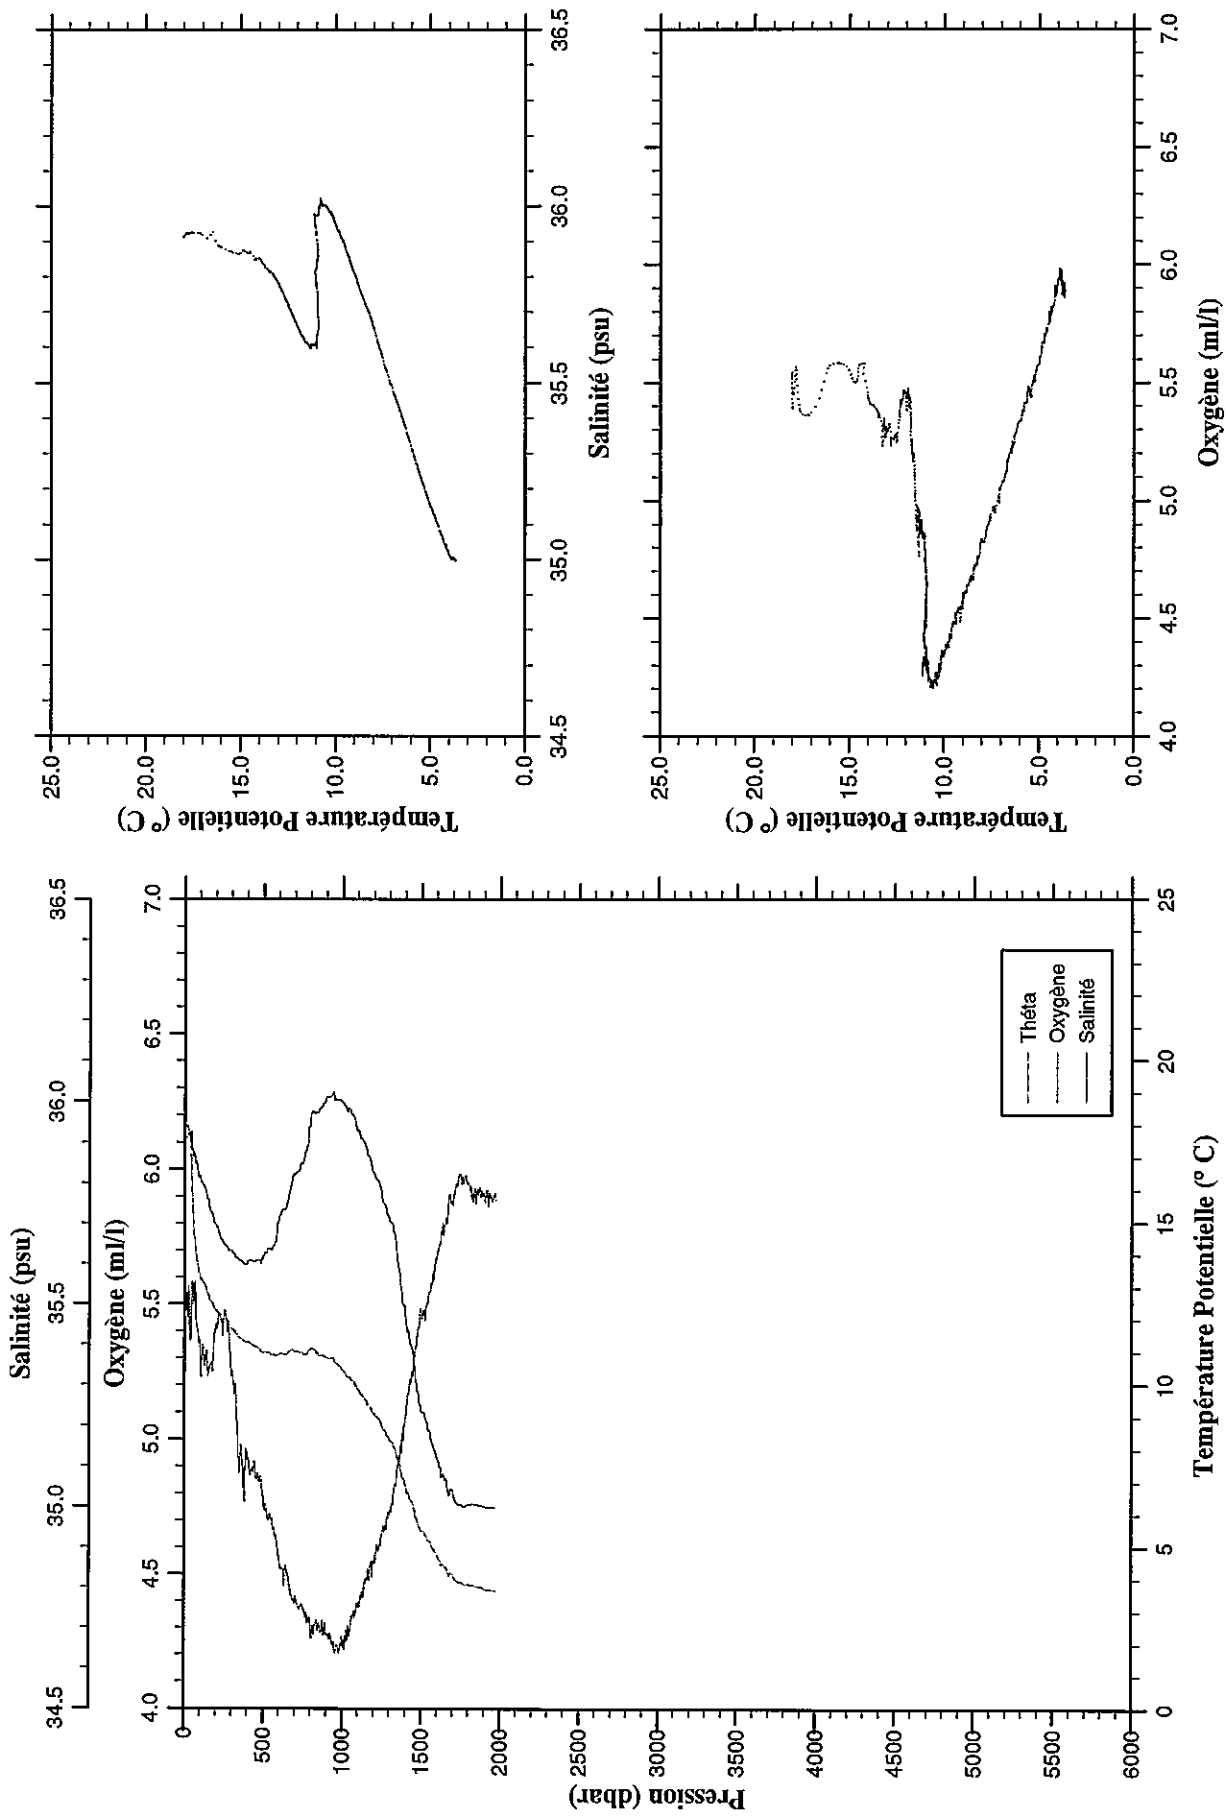 Salinité (psu)
34.5 35.0 35.5 36.0 36.5
Oxygène (ml/l)
4.0 4.5 5.0 5.5 6.0 6.5 7.0
Pression (dbar)
0
500
1000
1500
2000
2500
3000
3500
4000
4500
5000
5500
6000
Théta
Oxygène
Salinité
0 5 10 15 20 25
Température Potentielle (° C)
Température Potentielle (° C)
25.0
20.0
15.0
10.0
5.0
0.0
34.5 35.0 35.5 36.0 36.5
Salinité (psu)
Température Potentielle (° C)
25.0
20.0
15.0
10.0
5.0
0.0
4.0 4.5 5.0 5.5 6.0 6.5 7.0
Oxygène (ml/l)